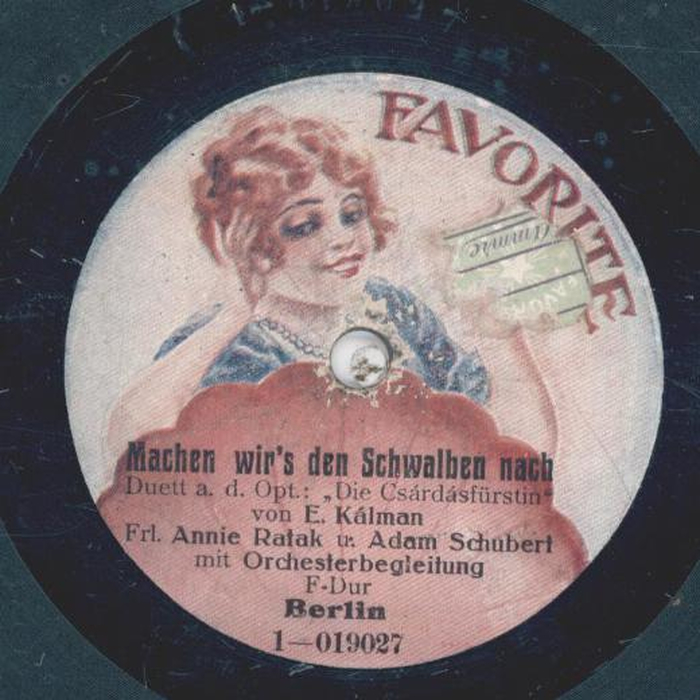 FAVORITE
Machen wir's den Schwalben nach
Duett a. d. Opt.: „Die Csárdásfürstin“
von E. Kálman
Frl. Annie Ratak u. Adam Schubert
mit Orchesterbegleitung
F-Dur
Berlin
1—019027